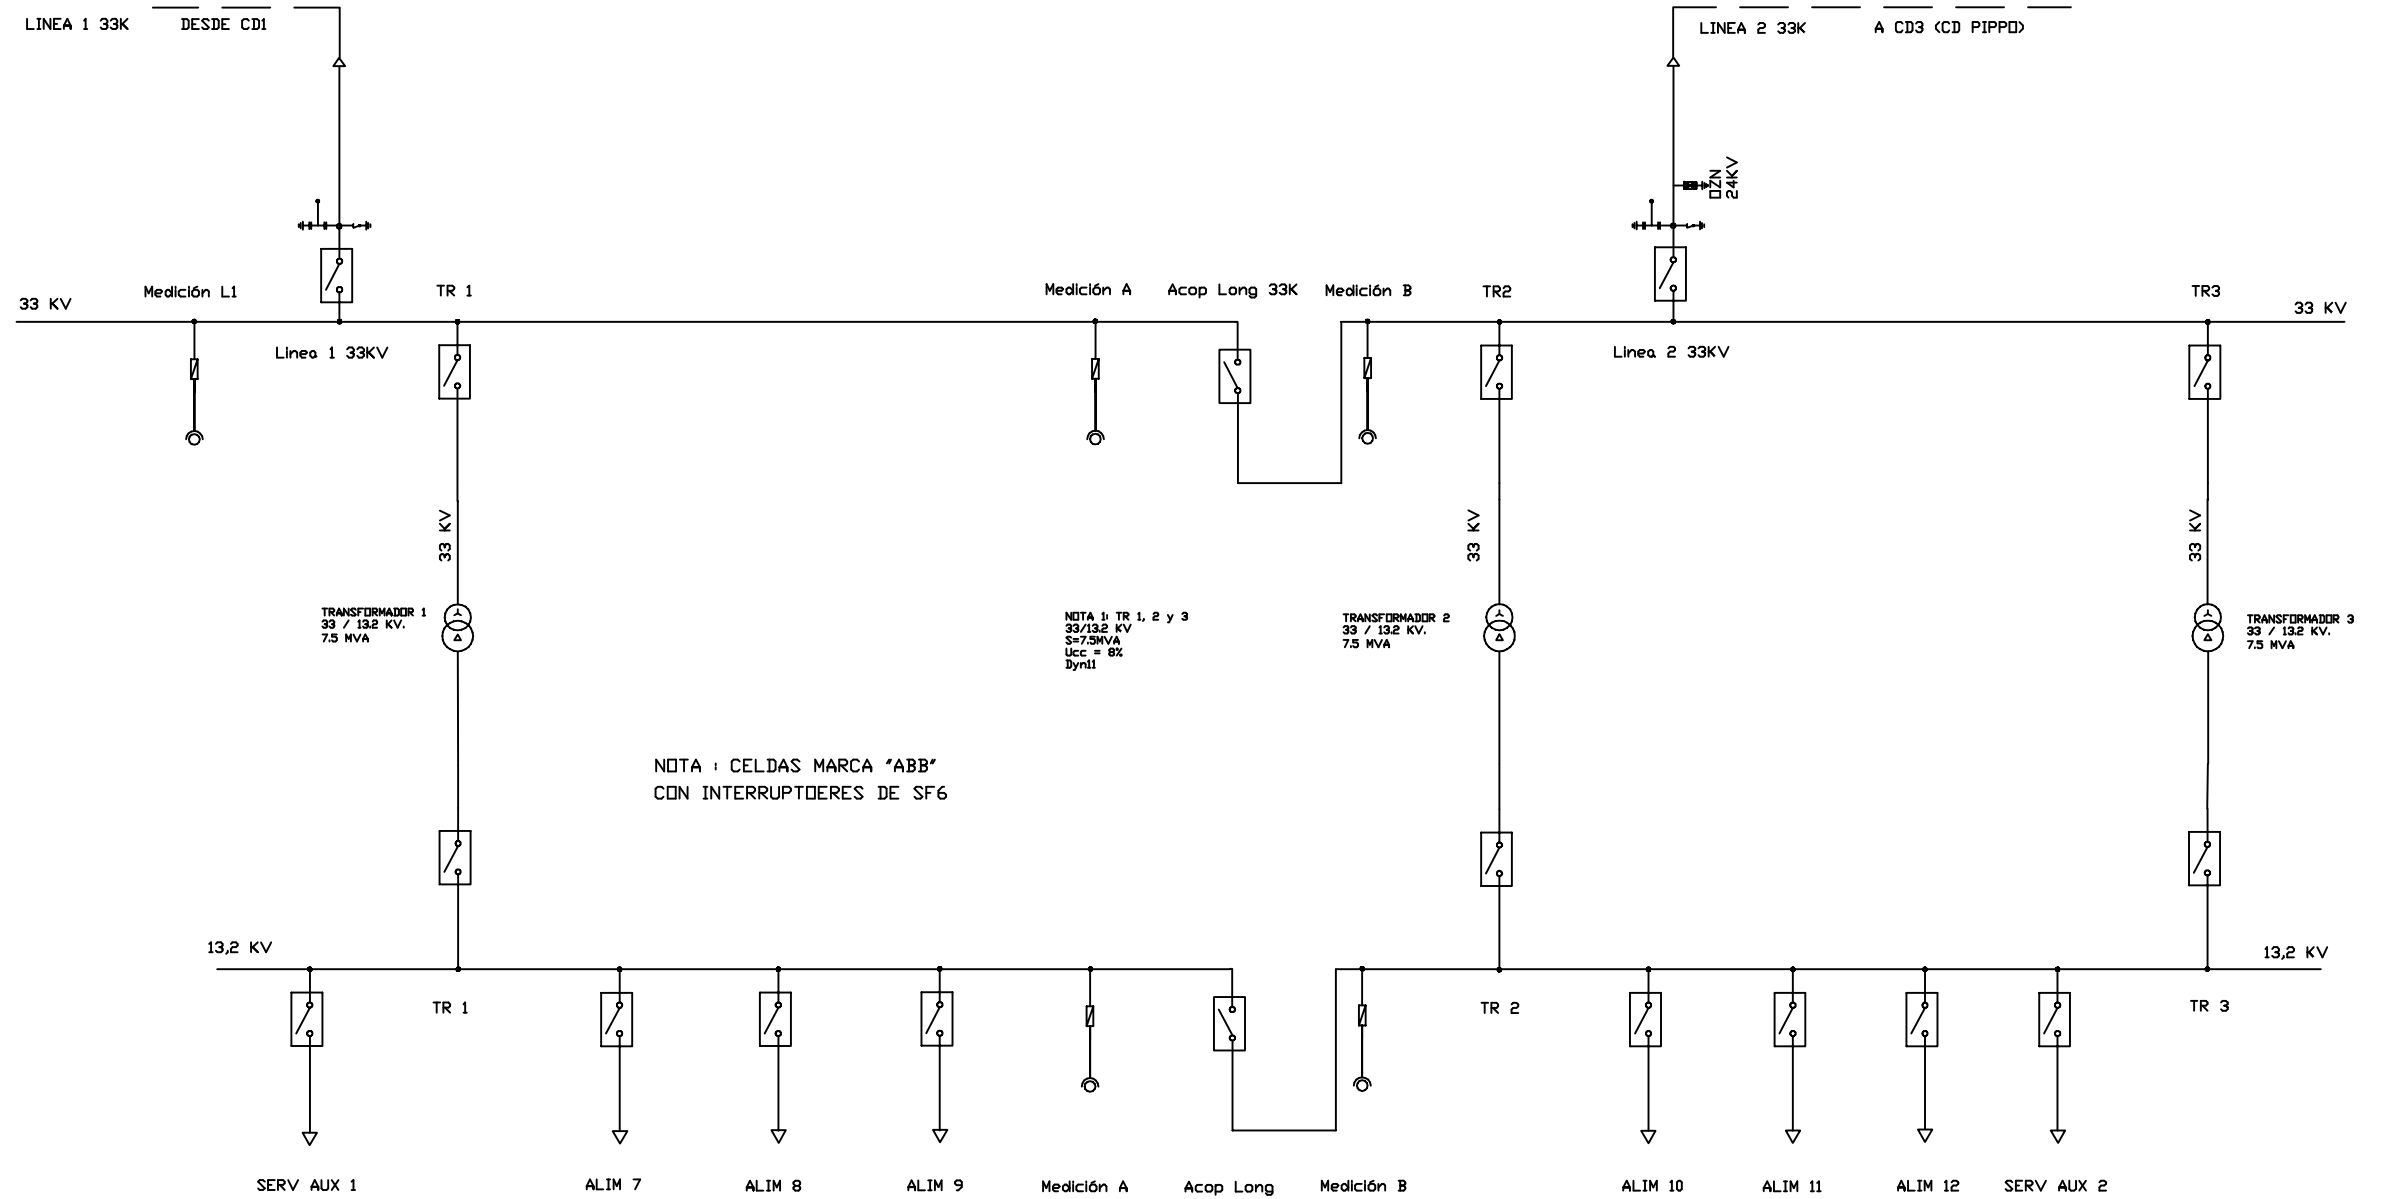 LINEA 1 33K DESDE CD1
LINEA 2 33K A CD3 (CD PIPPO)
OZN
24KV
Medición L1
TR 1
Medición A
Acop Long 33K
Medición B
TR2
TR3
33 KV
33 KV
Linea 1 33KV
Linea 2 33KV
33 KV
33 KV
33 KV
TRANSFORMADOR 1
33 / 13.2 KV.
7.5 MVA
NOTA 1: TR 1, 2 y 3
33/13.2 KV
S=7.5MVA
Ucc = 8%
Dyn11
TRANSFORMADOR 2
33 / 13.2 KV.
7.5 MVA
TRANSFORMADOR 3
33 / 13.2 KV.
7.5 MVA
NOTA : CELDAS MARCA "ABB"
CON INTERRUPTOERES DE SF6
13,2 KV
13,2 KV
TR 1
TR 2
TR 3
SERV AUX 1
ALIM 7
ALIM 8
ALIM 9
Medición A
Acop Long
Medición B
ALIM 10
ALIM 11
ALIM 12
SERV AUX 2